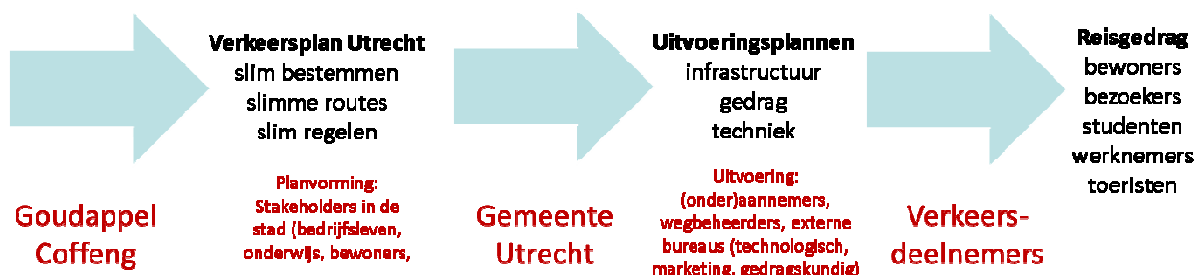 Verkeersplan Utrecht
slim bestemmen
slimme routes
slim regelen
Uitvoeringsplannen
infrastructuur
gedrag
techniek
Reisgedrag
bewoners
bezoekers
studenten
werknemers
toeristen
Goudappel
Coffeng
Planvorming:
Stakeholders in de
stad (bedrijfsleven,
onderwijs, bewoners,
Gemeente
Utrecht
Uitvoering:
(onder)aannemers,
wegbeheerders, externe
bureaus (technologisch,
marketing, gedragskundig)
Verkeers-
deelnemers